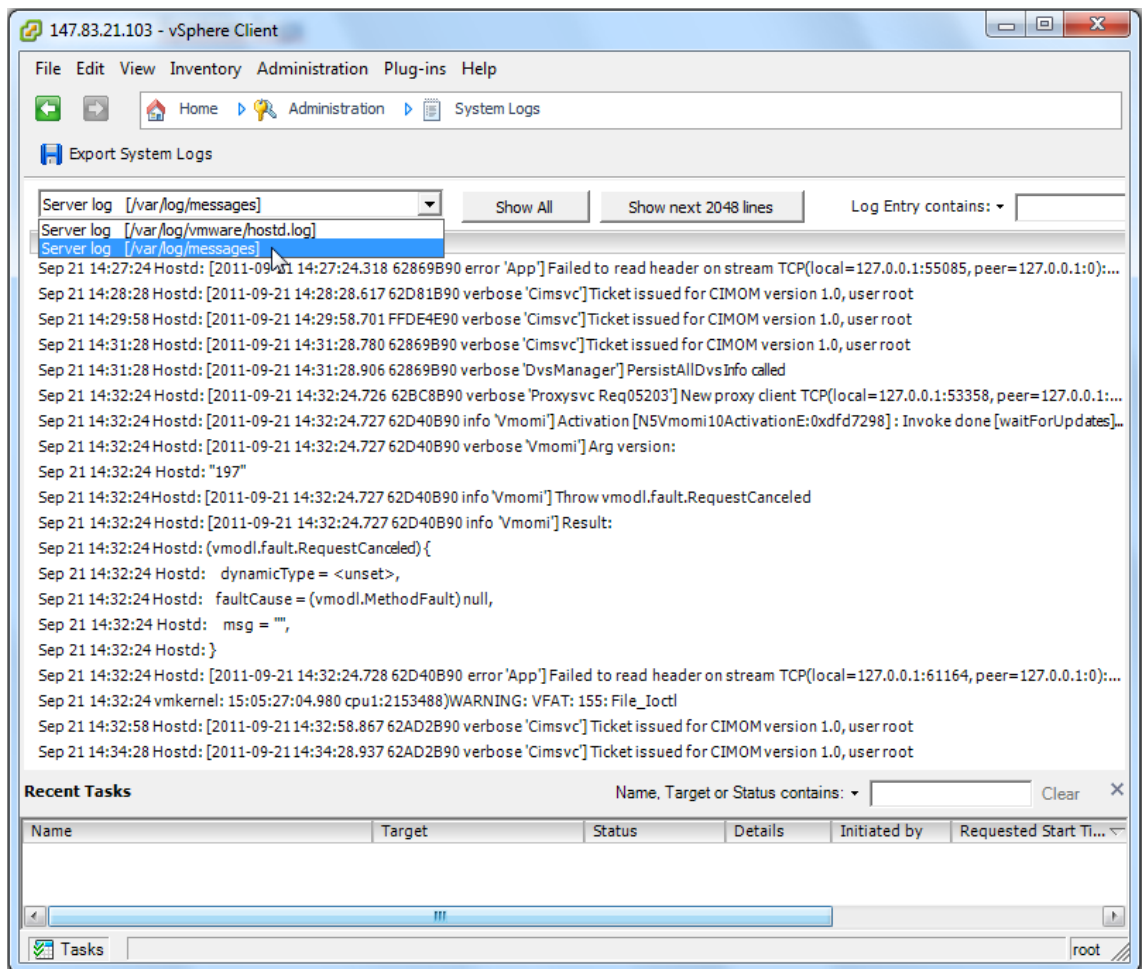 147.83.21.103 - vSphere Client
File Edit View Inventory Administration Plug-ins Help
Home Administration System Logs
Export System Logs
Server log [/var/log/messages] Show All Show next 2048 lines Log Entry contains:
Server log [/var/log/vmware/hostd.log]
Server log [/var/log/messages]
Sep 21 14:27:24 Hostd: [2011-09-21 14:27:24.318 62869B90 error 'App'] Failed to read header on stream TCP(local=127.0.0.1:55085, peer=127.0.0.1:0):...
Sep 21 14:28:28 Hostd: [2011-09-21 14:28:28.617 62D81B90 verbose 'Cimsvc'] Ticket issued for CIMOM version 1.0, user root
Sep 21 14:29:58 Hostd: [2011-09-21 14:29:58.701 FFDE4E90 verbose 'Cimsvc'] Ticket issued for CIMOM version 1.0, user root
Sep 21 14:31:28 Hostd: [2011-09-21 14:31:28.780 62869B90 verbose 'Cimsvc'] Ticket issued for CIMOM version 1.0, user root
Sep 21 14:31:28 Hostd: [2011-09-21 14:31:28.906 62869B90 verbose 'DvsManager'] PersistAllDvsInfo called
Sep 21 14:32:24 Hostd: [2011-09-21 14:32:24.726 62BC8B90 verbose 'Proxysvc Req05203'] New proxy client TCP(local=127.0.0.1:53358, peer=127.0.0.1:...
Sep 21 14:32:24 Hostd: [2011-09-21 14:32:24.727 62D40B90 info 'Vmomi'] Activation [N5Vmomi10ActivationE:0xdfd7298] : Invoke done [waitForUpdates]...
Sep 21 14:32:24 Hostd: [2011-09-21 14:32:24.727 62D40B90 verbose 'Vmomi'] Arg version:
Sep 21 14:32:24 Hostd: "197"
Sep 21 14:32:24 Hostd: [2011-09-21 14:32:24.727 62D40B90 info 'Vmomi'] Throw vmodl.fault.RequestCanceled
Sep 21 14:32:24 Hostd: [2011-09-21 14:32:24.727 62D40B90 info 'Vmomi'] Result:
Sep 21 14:32:24 Hostd: (vmodl.fault.RequestCanceled) {
Sep 21 14:32:24 Hostd: dynamicType = <unset>,
Sep 21 14:32:24 Hostd: faultCause = (vmodl.MethodFault) null,
Sep 21 14:32:24 Hostd: msg = "",
Sep 21 14:32:24 Hostd: }
Sep 21 14:32:24 Hostd: [2011-09-21 14:32:24.728 62D40B90 error 'App'] Failed to read header on stream TCP(local=127.0.0.1:61164, peer=127.0.0.1:0):...
Sep 21 14:32:24 vmkernel: 15:05:27:04.980 cpu1:2153488)WARNING: VFAT: 155: File_Ioctl
Sep 21 14:32:58 Hostd: [2011-09-21 14:32:58.867 62AD2B90 verbose 'Cimsvc'] Ticket issued for CIMOM version 1.0, user root
Sep 21 14:34:28 Hostd: [2011-09-21 14:34:28.937 62AD2B90 verbose 'Cimsvc'] Ticket issued for CIMOM version 1.0, user root
Recent Tasks Name, Target or Status contains: Clear
Name Target Status Details Initiated by Requested Start Ti...
Tasks root